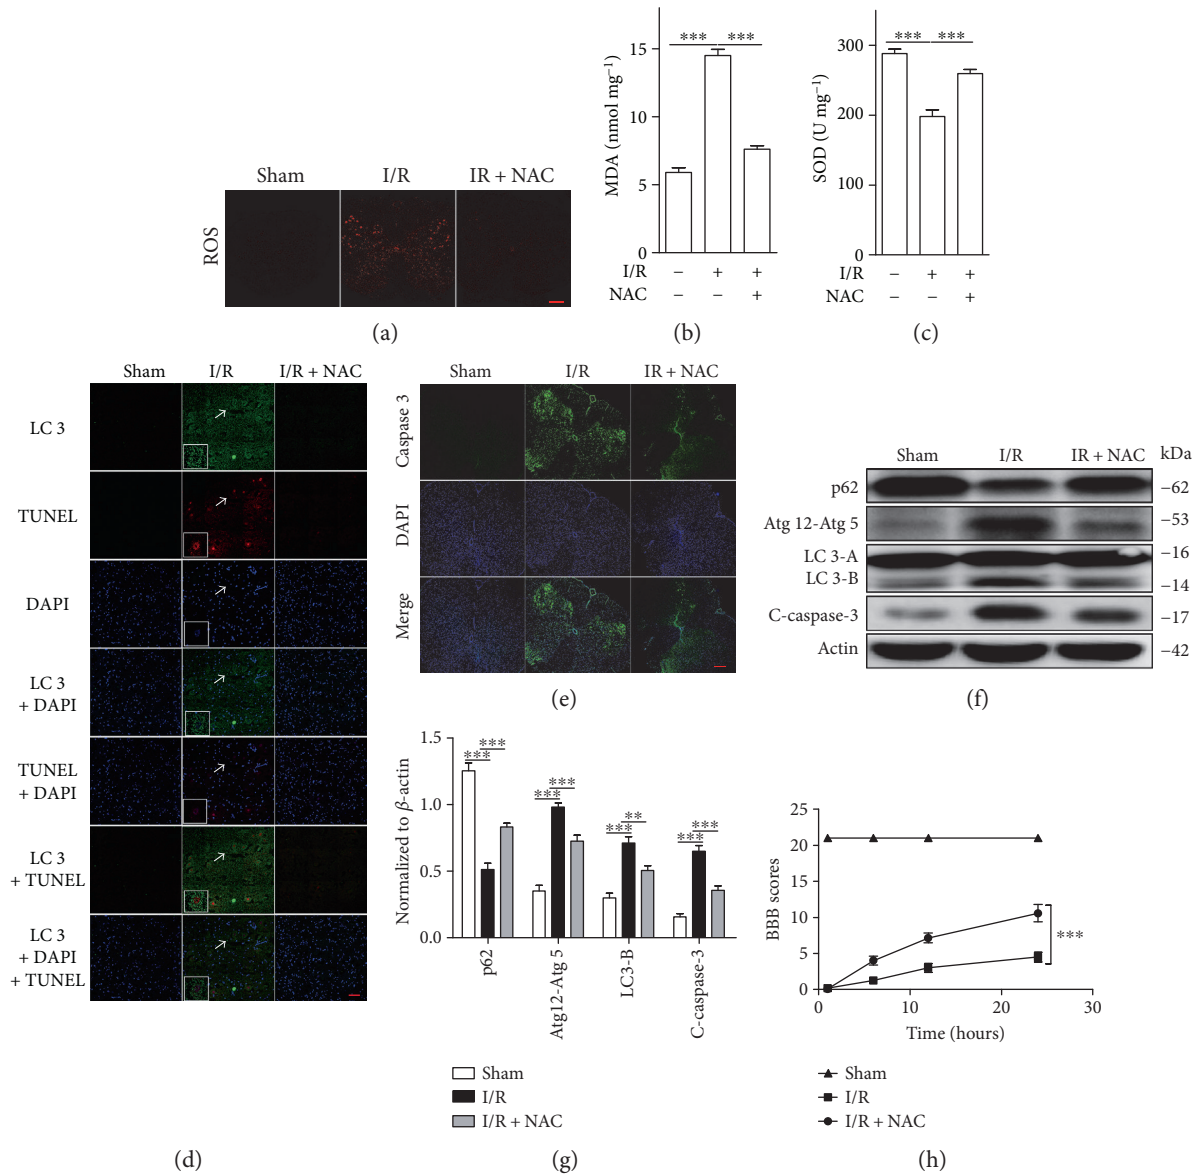 Sham I/R IR + NAC
ROS
(a)
MDA (nmol mg⁻¹)
15
10
5
0
*** ***
I/R − + +
NAC − − +
(b)
SOD (U mg⁻¹)
300
200
100
0
*** ***
I/R − + +
NAC − − +
(c)
Sham I/R I/R + NAC
LC 3
TUNEL
DAPI
LC 3
+ DAPI
TUNEL
+ DAPI
LC 3
+ TUNEL
LC 3
+ DAPI
+ TUNEL
(d)
Sham I/R IR + NAC
Caspase 3
DAPI
Merge
(e)
Sham I/R IR + NAC kDa
p62 −62
Atg 12-Atg 5 −53
LC 3-A −16
LC 3-B −14
C-caspase-3 −17
Actin −42
(f)
Normalized to β-actin
1.5
1.0
0.5
0.0
*** ***
*** ***
*** **
*** ***
p62
Atg12-Atg 5
LC3-B
C-caspase-3
Sham
I/R
I/R + NAC
(g)
BBB scores
25
20
15
10
5
0
***
0 10 20 30
Time (hours)
Sham
I/R
I/R + NAC
(h)